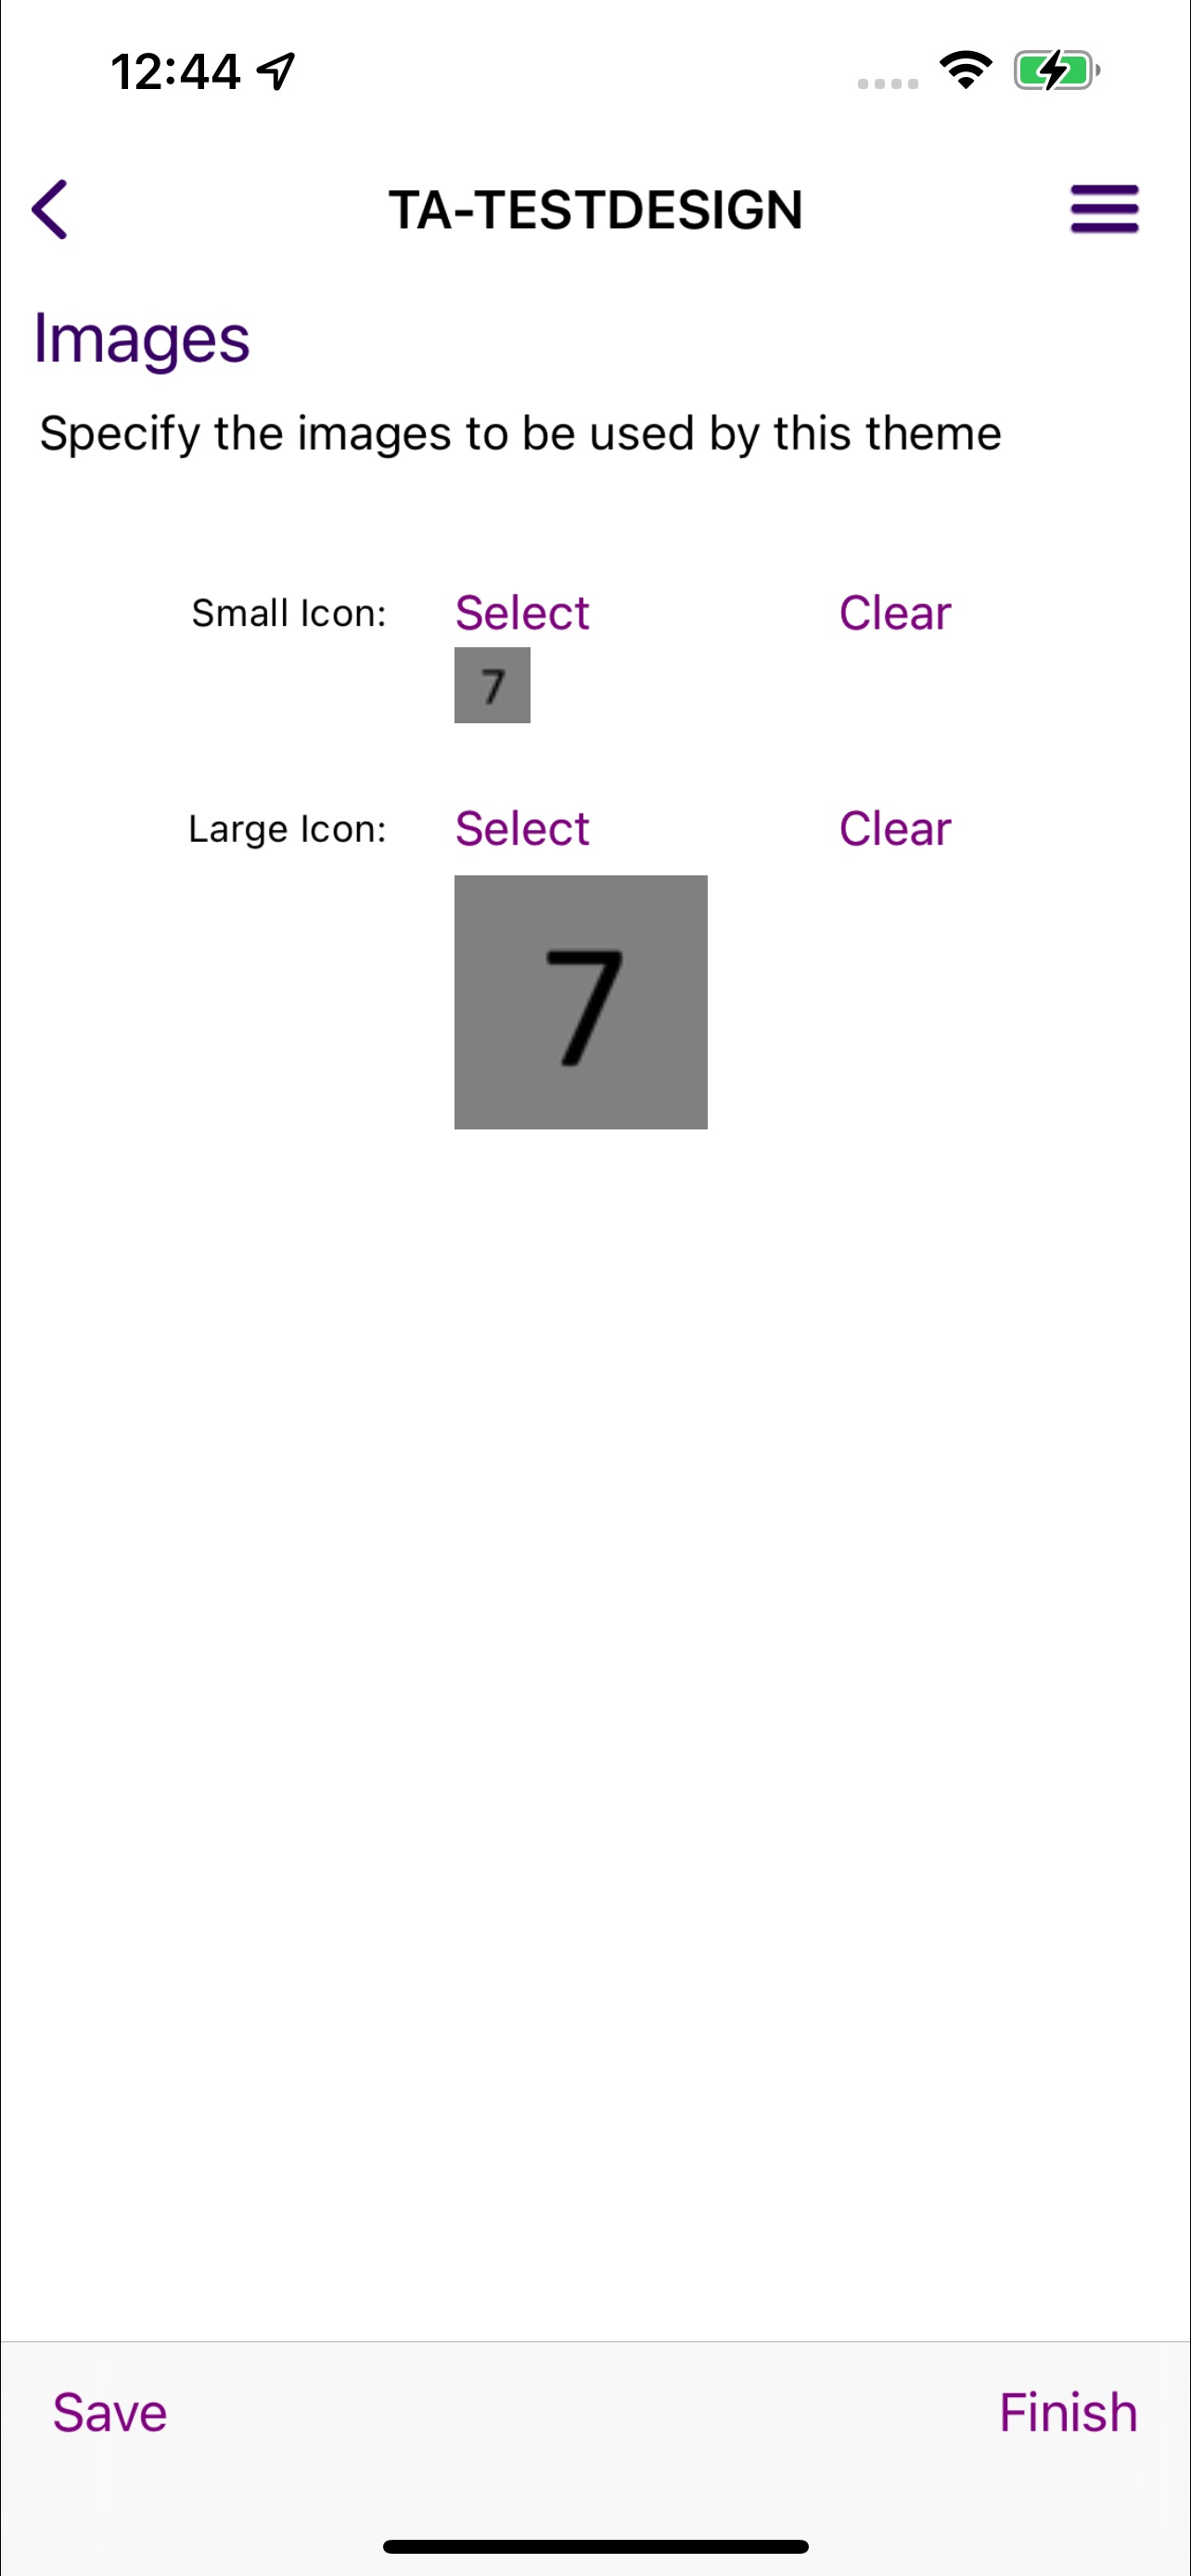 12:44
TA-TESTDESIGN
Images
Specify the images to be used by this theme
Small Icon: Select Clear
7
Large Icon: Select Clear
7
Save Finish